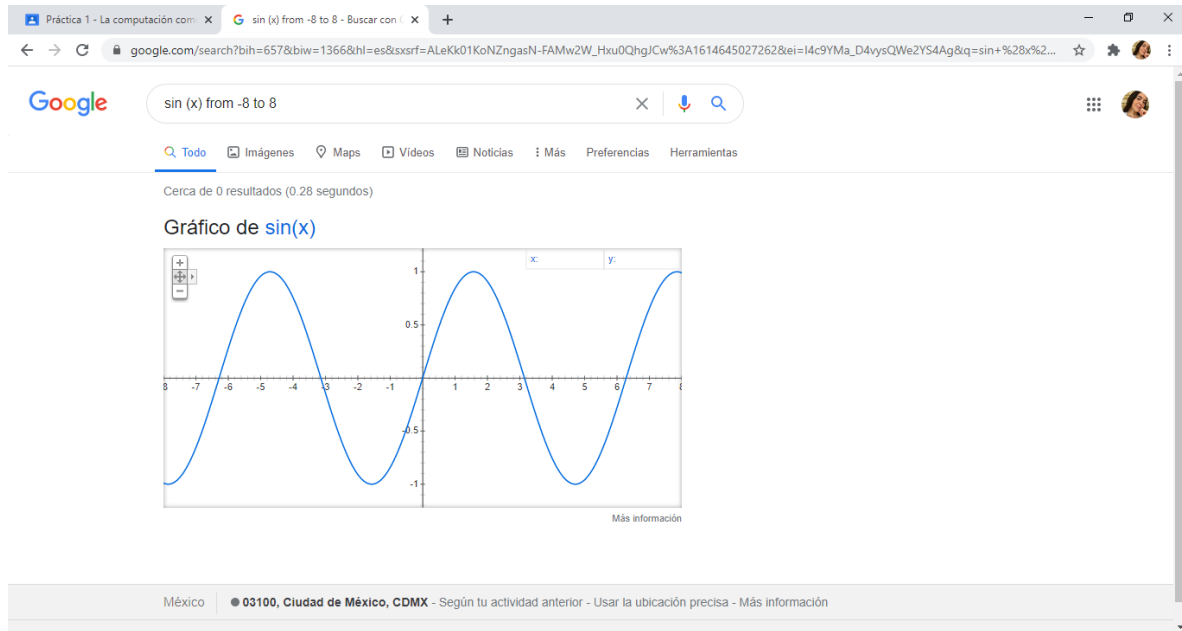 Práctica 1 - La computación com
sin (x) from -8 to 8 - Buscar con
google.com/search?bih=657&biw=1366&hl=es&sxsrf=ALeKk01KoNZngasN-FAMw2W_Hxu0QhgJCw%3A1614645027262&ei=I4c9YMa_D4vysQWe2YS4Ag&q=sin+%28x%2...
Google
sin (x) from -8 to 8
Todo Imágenes Maps Vídeos Noticias Más Preferencias Herramientas
Cerca de 0 resultados (0.28 segundos)
Gráfico de sin(x)
x: y:
1
0.5
-7 -6 -5 -4 -3 -2 -1 1 2 3 4 5 6 7
-0.5
-1
Más información
México 03100, Ciudad de México, CDMX - Según tu actividad anterior - Usar la ubicación precisa - Más información